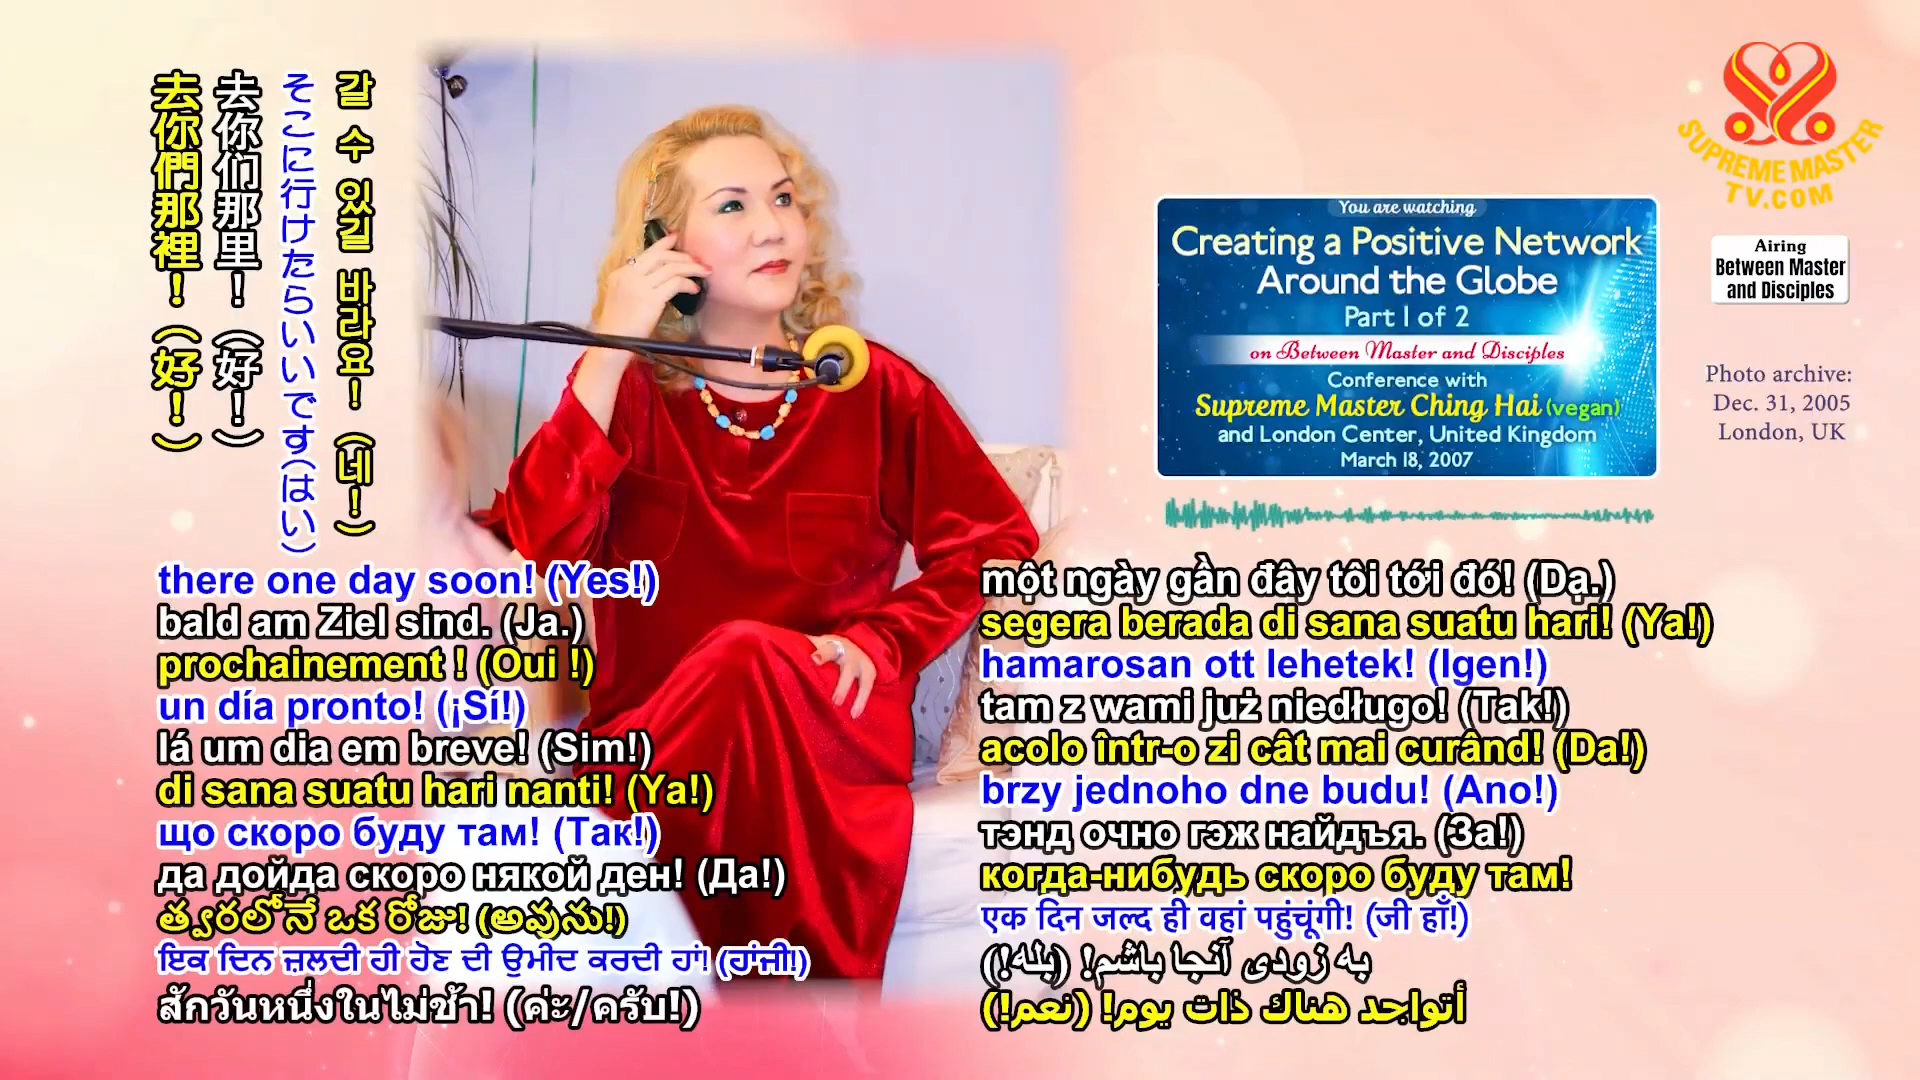 去你們那裡！（好！）
去你们那里！（好！）
そこに行けたらいいです(はい)
갈 수 있길 바라요! (네!)
SUPREME MASTER
TV.COM
Airing
Between Master
and Disciples
Photo archive:
Dec. 31, 2005
London, UK
You are watching
Creating a Positive Network
Around the Globe
Part 1 of 2
on Between Master and Disciples
Conference with
Supreme Master Ching Hai (vegan)
and London Center, United Kingdom
March 18, 2007
there one day soon! (Yes!)
bald am Ziel sind. (Ja.)
prochainement ! (Oui !)
un día pronto! (¡Sí!)
lá um dia em breve! (Sim!)
di sana suatu hari nanti! (Ya!)
що скоро буду там! (Так!)
да дойда скоро някой ден! (Да!)
త్వరలోనే ఒక రోజు! (అవును!)
ਇਕ ਦਿਨ ਜ਼ਲਦੀ ਹੀ ਹੋਣ ਦੀ ਉਮੀਦ ਕਰਦੀ ਹਾਂ! (ਹਾਂਜੀ!)
สักวันหนึ่งในไม่ช้า! (ค่ะ/ครับ!)
một ngày gần đây tôi tới đó! (Dạ.)
segera berada di sana suatu hari! (Ya!)
hamarosan ott lehetek! (Igen!)
tam z wami już niedługo! (Tak!)
acolo într-o zi cât mai curând! (Da!)
brzy jednoho dne budu! (Ano!)
тэнд очно гэж найдъя. (За!)
когда-нибудь скоро буду там!
एक दिन जल्द ही वहां पहुंचूंगी! (जी हाँ!)
به زودی آنجا باشم! (بله!)
أتواجد هناك ذات يوم! (نعم!)